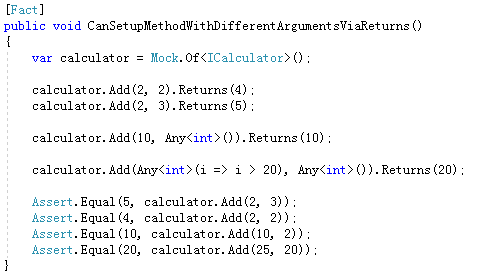 [Fact]
public void CanSetupMethodWithDifferentArgumentsViaReturns()
{
    var calculator = Mock.Of<ICalculator>();
    calculator.Add(2, 2).Returns(4);
    calculator.Add(2, 3).Returns(5);
    calculator.Add(10, Any<int>()).Returns(10);
    calculator.Add(Any<int>(i => i > 20), Any<int>()).Returns(20);
    Assert.Equal(5, calculator.Add(2, 3));
    Assert.Equal(4, calculator.Add(2, 2));
    Assert.Equal(10, calculator.Add(10, 2));
    Assert.Equal(20, calculator.Add(25, 20));
}